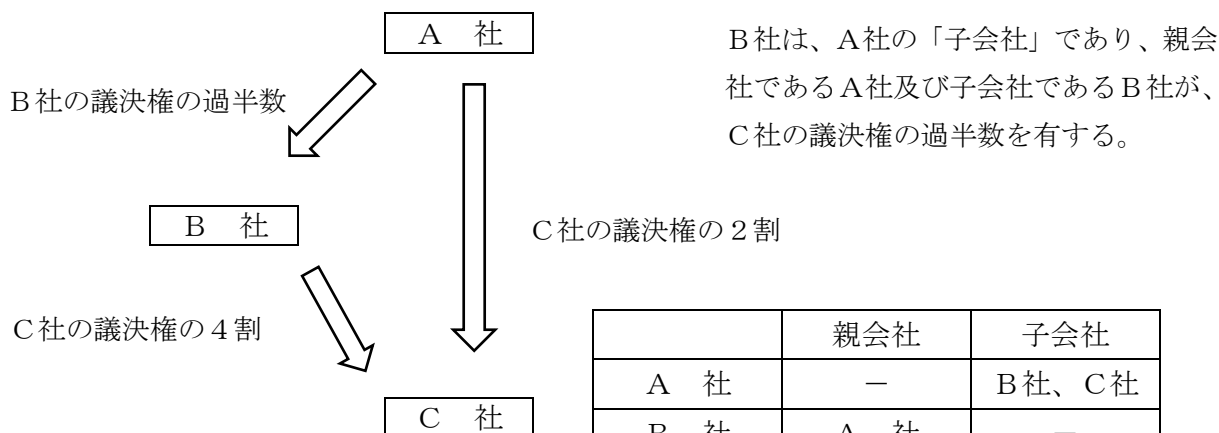 A 社
B社は、A社の「子会社」であり、親会
社であるA社及び子会社であるB社が、
C社の議決権の過半数を有する。
B社の議決権の過半数
B 社
C社の議決権の2割
C社の議決権の4割
親会社 子会社
A 社 － B社、C社
C 社
B 社 A 社 －